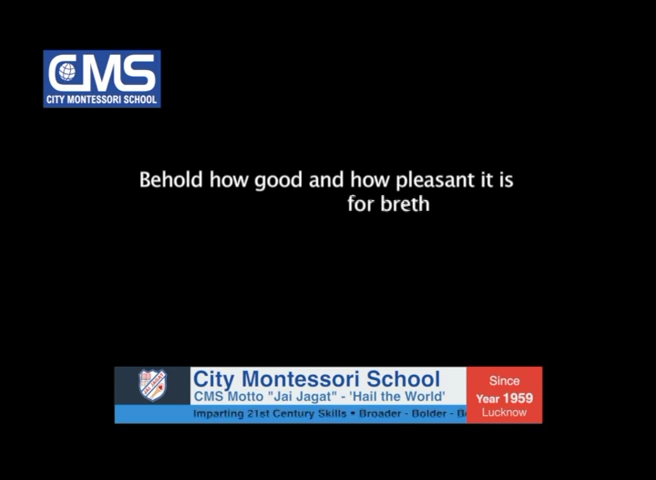 CMS
CITY MONTESSORI SCHOOL
Behold how good and how pleasant it is
for breth
City Montessori School
CMS Motto "Jai Jagat" - 'Hail the World'
Imparting 21st Century Skills • Broader - Bolder -
Since
Year 1959
Lucknow